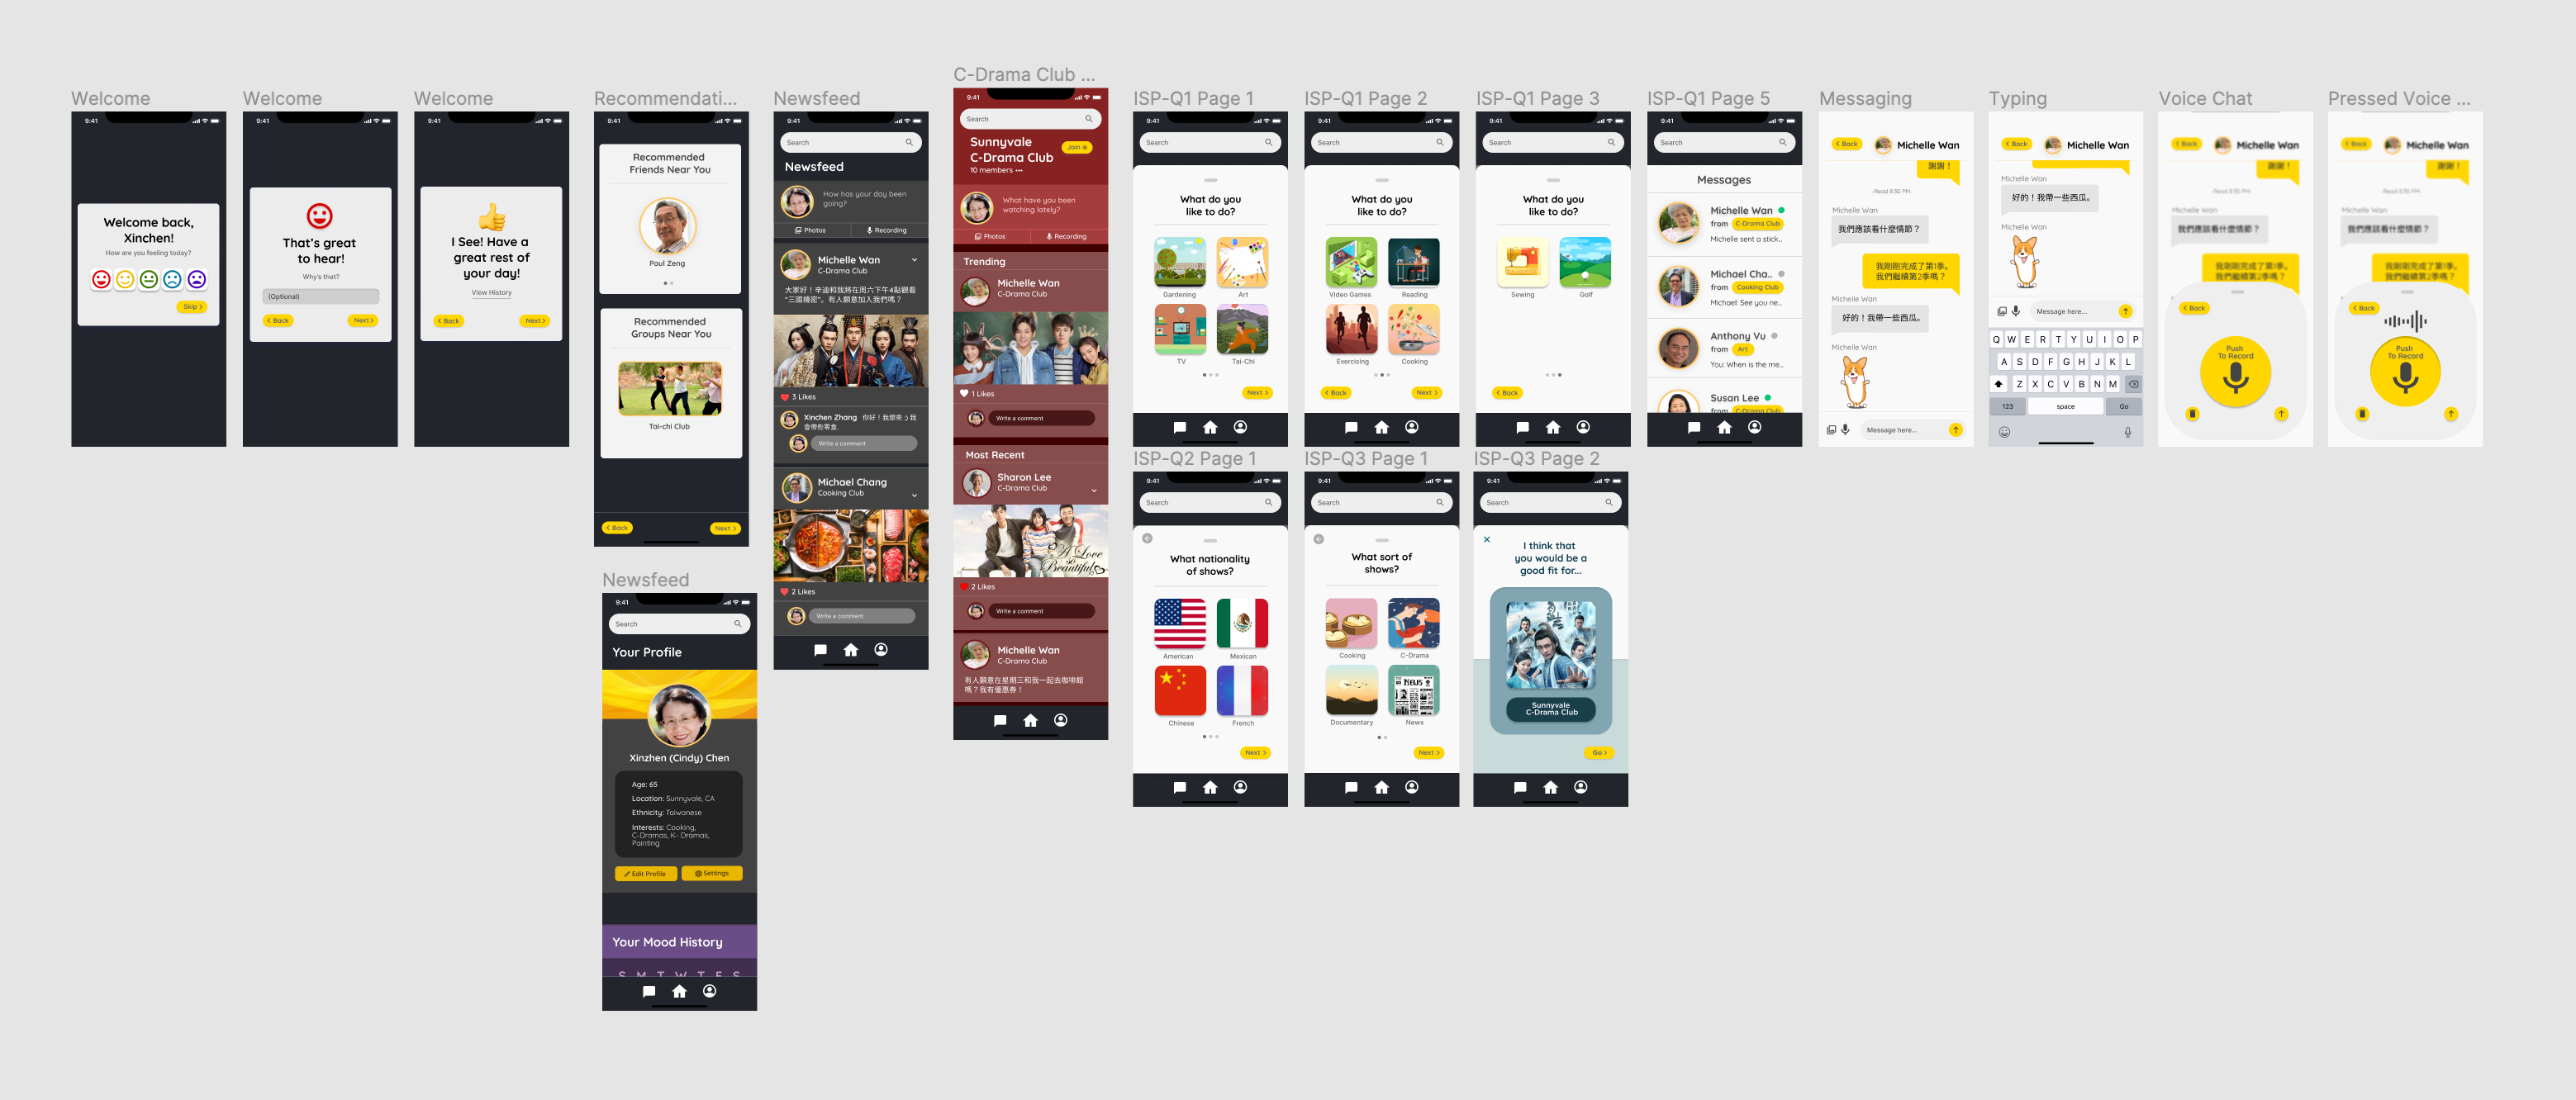 Welcome
9:41
Welcome back,
Xinchen!
How are you feeling today?
Skip
Welcome
9:41
That's great
to hear!
Why's that?
(Optional)
Back
Next
Welcome
9:41
I See! Have a
great rest of
your day!
View History
Back
Next
Recommendati...
9:41
Recommended
Friends Near You
Paul Zeng
Recommended
Groups Near You
Tai-chi Club
Back
Next
Newsfeed
9:41
Search
Your Profile
Xinzhen (Cindy) Chen
Age: 65
Location: Sunnyvale, CA
Ethnicity: Taiwanese
Interests: Cooking,
C-Dramas, K- Dramas,
Painting
Edit Profile
Settings
Your Mood History
S M T W T F S
Newsfeed
9:41
Search
Newsfeed
How has your day been
going?
Photos
Recording
Michelle Wan
C-Drama Club
大家好！辛迪和我將在周六下午4點觀看
“三國機密”。有人願意加入我們嗎？
3 Likes
Xinchen Zhang 你好！我想來 :) 我
會帶些零食.
Write a comment
Michael Chang
Cooking Club
2 Likes
Write a comment
C-Drama Club ...
9:41
Search
Sunnyvale
C-Drama Club
10 members •••
Join
What have you been
watching lately?
Photos
Recording
Trending
Michelle Wan
C-Drama Club
1 Likes
Write a comment
Most Recent
Sharon Lee
C-Drama Club
A Love
so
Beautiful
2 Likes
Write a comment
Michelle Wan
C-Drama Club
有人願意在星期三和我一起去咖啡館
嗎？我有優惠券！
ISP-Q1 Page 1
9:41
Search
What do you
like to do?
Gardening
Art
TV
Tai-Chi
Next
ISP-Q1 Page 2
9:41
Search
What do you
like to do?
Video Games
Reading
Exercising
Cooking
Back
Next
ISP-Q1 Page 3
9:41
Search
What do you
like to do?
Sewing
Golf
Back
ISP-Q1 Page 5
9:41
Search
Messages
Michelle Wan
from C-Drama Club
Michelle sent a stick..
Michael Cha..
from Cooking Club
Michael: See you ne..
Anthony Vu
from Art
You: When is the me...
Susan Lee
from C-Drama Club
Messaging
Back
Michelle Wan
謝謝！
-Read 8:30 PM-
Michelle Wan
我們應該看什麼情節？
我剛剛完成了第1季。
我們繼續第2季嗎？
Michelle Wan
好的！我帶一些西瓜。
Michelle Wan
Message here...
Typing
Back
Michelle Wan
Michelle Wan
好的！我帶一些西瓜。
Michelle Wan
Message here...
Q W E R T Y U I O P
A S D F G H J K L
Z X C V B N M
123
space
Go
Voice Chat
Back
Michelle Wan
謝謝！
-Read 8:30 PM-
Michelle Wan
我們應該看什麼情節？
我剛剛完成了第1季。
我們繼續第2季嗎？
Back
Push
To Record
Pressed Voice ...
Back
Michelle Wan
謝謝！
-Read 8:30 PM-
Michelle Wan
我們應該看什麼情節？
我剛剛完成了第1季。
我們繼續第2季嗎？
Back
Push
To Record
ISP-Q2 Page 1
9:41
Search
What nationality
of shows?
American
Mexican
Chinese
French
Next
ISP-Q3 Page 1
9:41
Search
What sort of
shows?
Cooking
C-Drama
NEWS
Documentary
News
Next
ISP-Q3 Page 2
9:41
Search
I think that
you would be a
good fit for...
Sunnyvale
C-Drama Club
Go